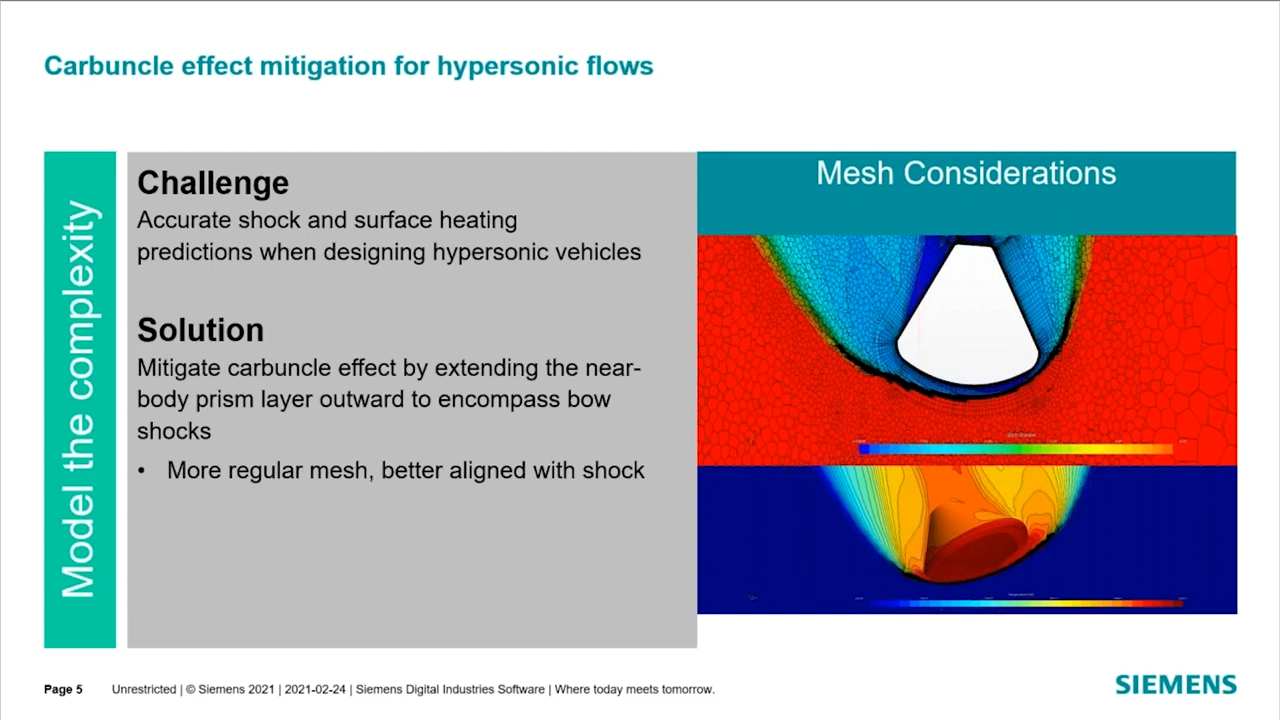 Carbuncle effect mitigation for hypersonic flows
Model the complexity
Challenge
Accurate shock and surface heating
predictions when designing hypersonic vehicles
Solution
Mitigate carbuncle effect by extending the near-
body prism layer outward to encompass bow
shocks
• More regular mesh, better aligned with shock
Mesh Considerations
Page 5 Unrestricted | © Siemens 2021 | 2021-02-24 | Siemens Digital Industries Software | Where today meets tomorrow.
SIEMENS